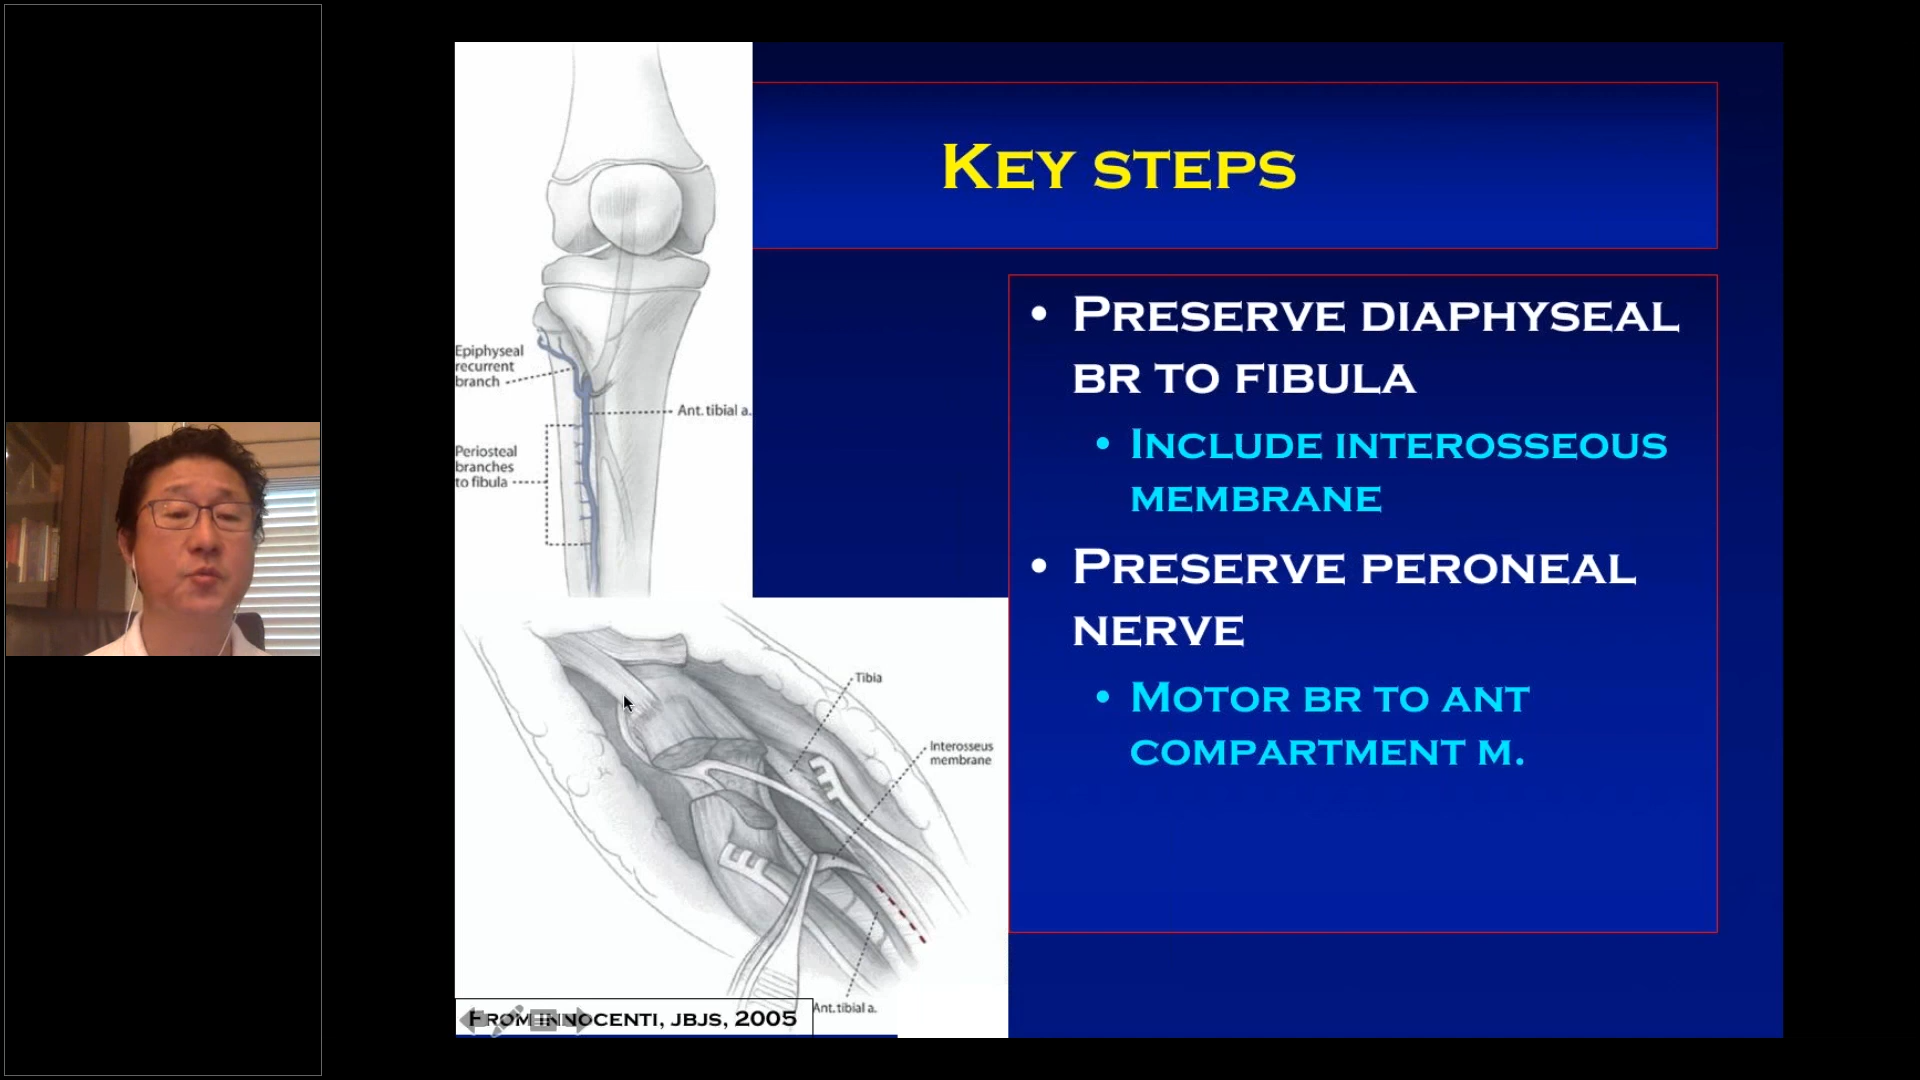 KEY STEPS
• PRESERVE DIAPHYSEAL
BR TO FIBULA
• INCLUDE INTEROSSEOUS
MEMBRANE
• PRESERVE PERONEAL
NERVE
• MOTOR BR TO ANT
COMPARTMENT M.
Epiphyseal
recurrent
branch
Ant. tibial a.
Periosteal
branches
to fibula
Tibia
Interosseus
membrane
Ant. tibial a.
FROM INNOCENTI, JBJS, 2005